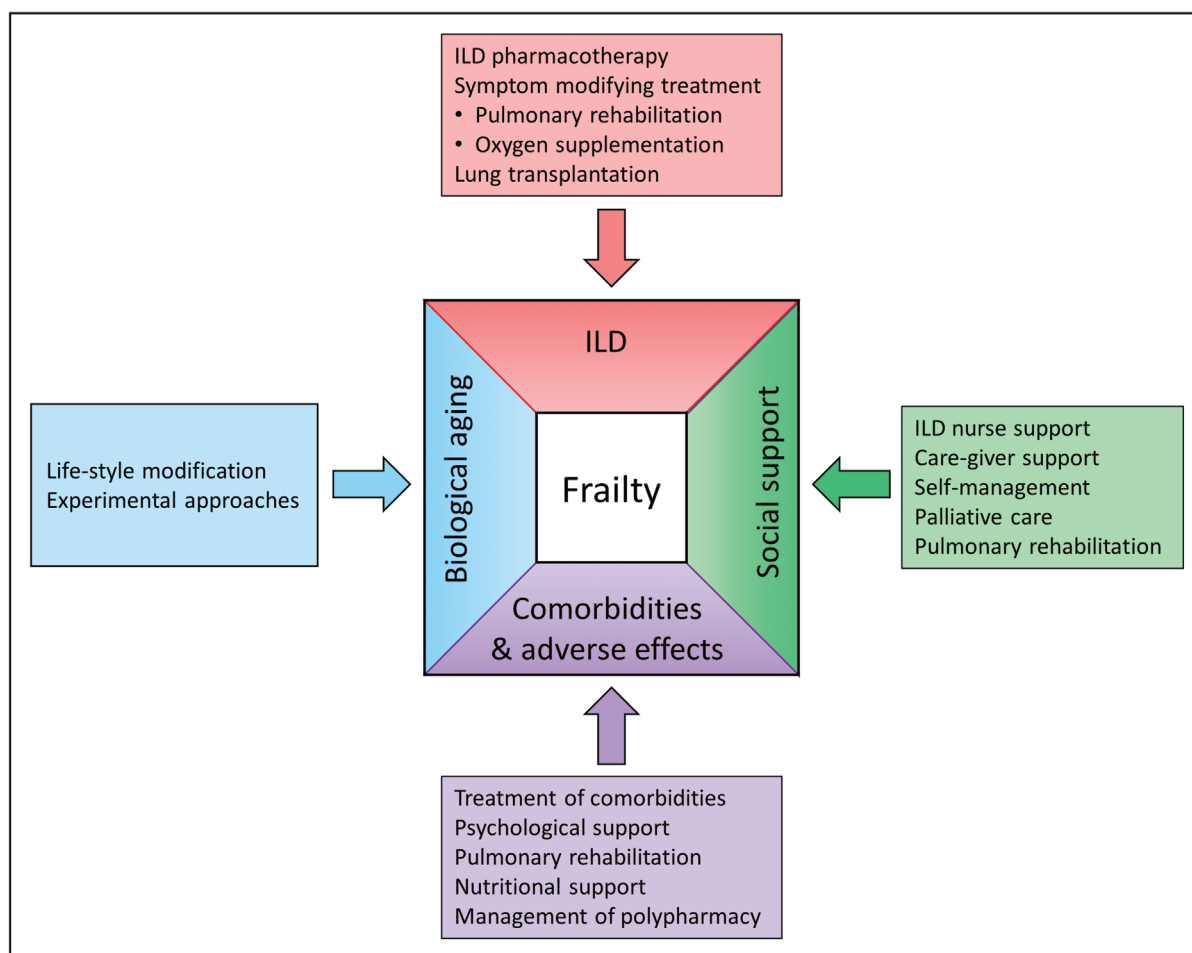 ILD pharmacotherapy
Symptom modifying treatment
• Pulmonary rehabilitation
• Oxygen supplementation
Lung transplantation
ILD
Biological aging
Life-style modification
Experimental approaches
Frailty
Social support
ILD nurse support
Care-giver support
Self-management
Palliative care
Pulmonary rehabilitation
Comorbidities
& adverse effects
Treatment of comorbidities
Psychological support
Pulmonary rehabilitation
Nutritional support
Management of polypharmacy